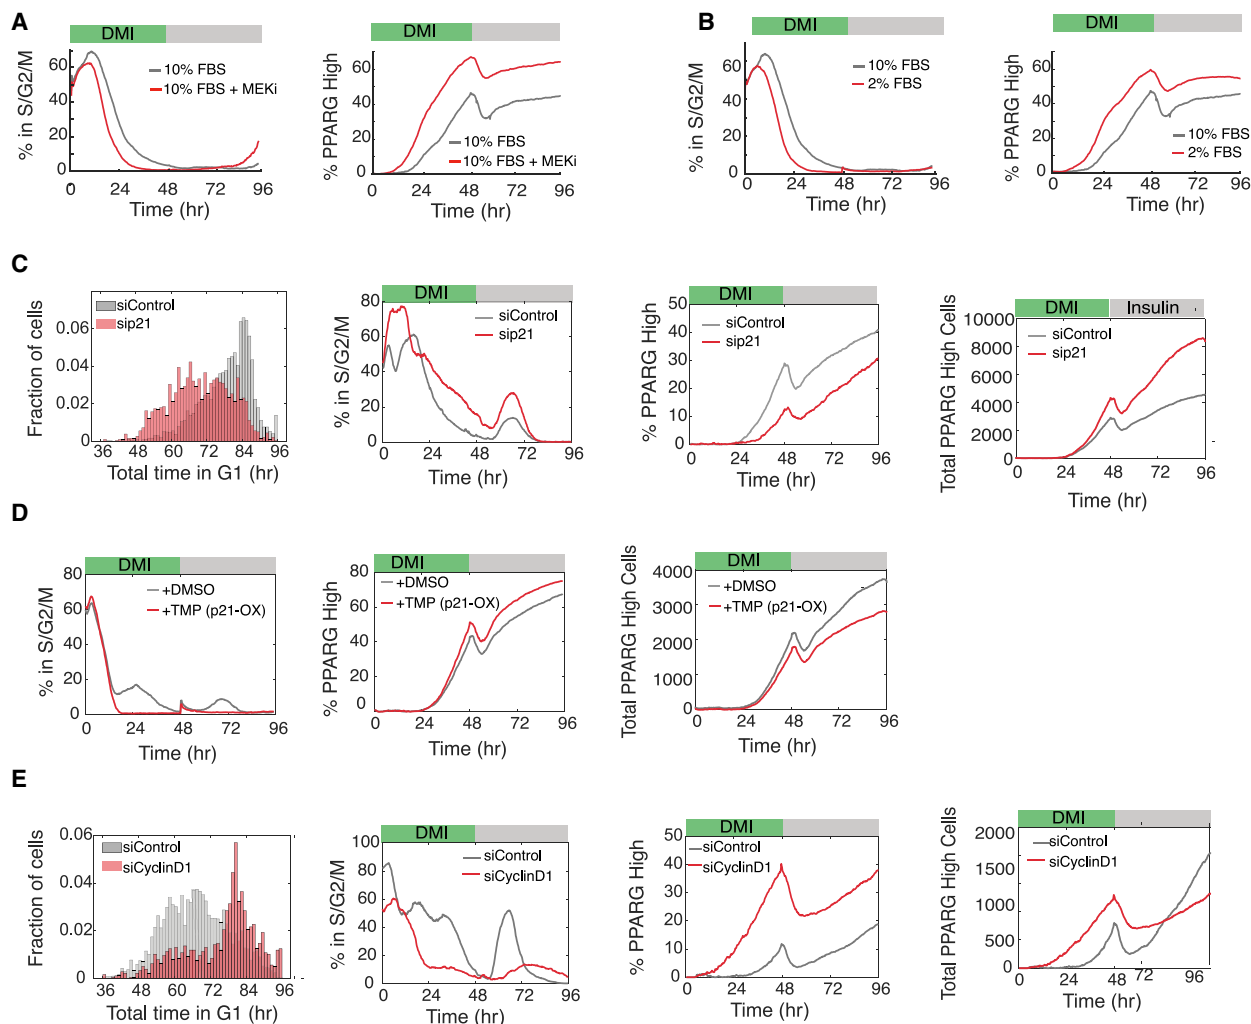 A
DMI
% in S/G2/M
60
40
20
0
10% FBS
10% FBS + MEKi
0 24 48 72 96
Time (hr)
DMI
% PPARG High
60
40
20
0
10% FBS
10% FBS + MEKi
0 24 48 72 96
Time (hr)
B
DMI
% in S/G2/M
60
40
20
0
10% FBS
2% FBS
0 24 48 72 96
Time (hr)
DMI
% PPARG High
60
40
20
0
10% FBS
2% FBS
0 24 48 72 96
Time (hr)
C
Fraction of cells
0.06
0.04
0.02
0
siControl
sip21
36 48 60 72 84 96
Total time in G1 (hr)
DMI
% in S/G2/M
80
60
40
20
0
siControl
sip21
0 24 48 72 96
Time (hr)
DMI
% PPARG High
50
40
30
20
10
0
siControl
sip21
0 24 48 72 96
Time (hr)
DMI Insulin
Total PPARG High Cells
10000
8000
6000
4000
2000
0
siControl
sip21
0 24 48 72 96
Time (hr)
D
DMI
% in S/G2/M
80
60
40
20
0
+DMSO
+TMP (p21-OX)
0 24 48 72 96
Time (hr)
DMI
% PPARG High
80
60
40
20
0
+DMSO
+TMP (p21-OX)
0 24 48 72 96
Time (hr)
DMI
Total PPARG High Cells
4000
3000
2000
1000
0
+DMSO
+TMP (p21-OX)
0 24 48 72 96
Time (hr)
E
Fraction of cells
0.06
0.04
0.02
0
siControl
siCyclinD1
36 48 60 72 84 96
Total time in G1 (hr)
DMI
% in S/G2/M
100
80
60
40
20
0
siControl
siCyclinD1
0 24 48 72 96
Time (hr)
DMI
% PPARG High
50
40
30
20
10
0
siControl
siCyclinD1
0 24 48 72 96
Time (hr)
DMI
Total PPARG High Cells
2000
1500
1000
500
0
siControl
siCyclinD1
0 24 48 72 96
Time (hr)